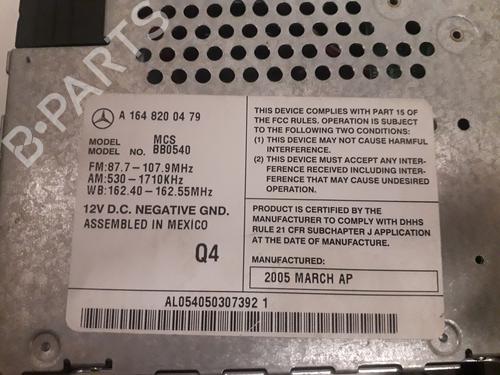 B-PARTS
A 164 820 04 79
MODEL MCS
MODEL NO. BB0540
FM:87.7-107.9MHz
AM:530-1710KHz
WB:162.40-162.55MHz
12V D.C. NEGATIVE GND.
ASSEMBLED IN MEXICO
Q4
THIS DEVICE COMPLIES WITH PART 15 OF
THE FCC RULES. OPERATION IS SUBJECT
TO THE FOLLOWING TWO CONDITIONS:
(1) THIS DEVICE MAY NOT CAUSE HARMFUL
INTERFERENCE.
(2) THIS DEVICE MUST ACCEPT ANY INTER-
FERENCE RECEIVED INCLUDING INTER-
FERENCE THAT MAY CAUSE UNDESIRED
OPERATION.
PRODUCT IS CERTIFIED BY THE
MANUFACTURER TO COMPLY WITH DHHS
RULE 21 CFR SUBCHAPTER J APPLICATION
AT THE DATE OF MANUFACTURE.
MANUFACTURED:
2005 MARCH AP
AL054050307392 1